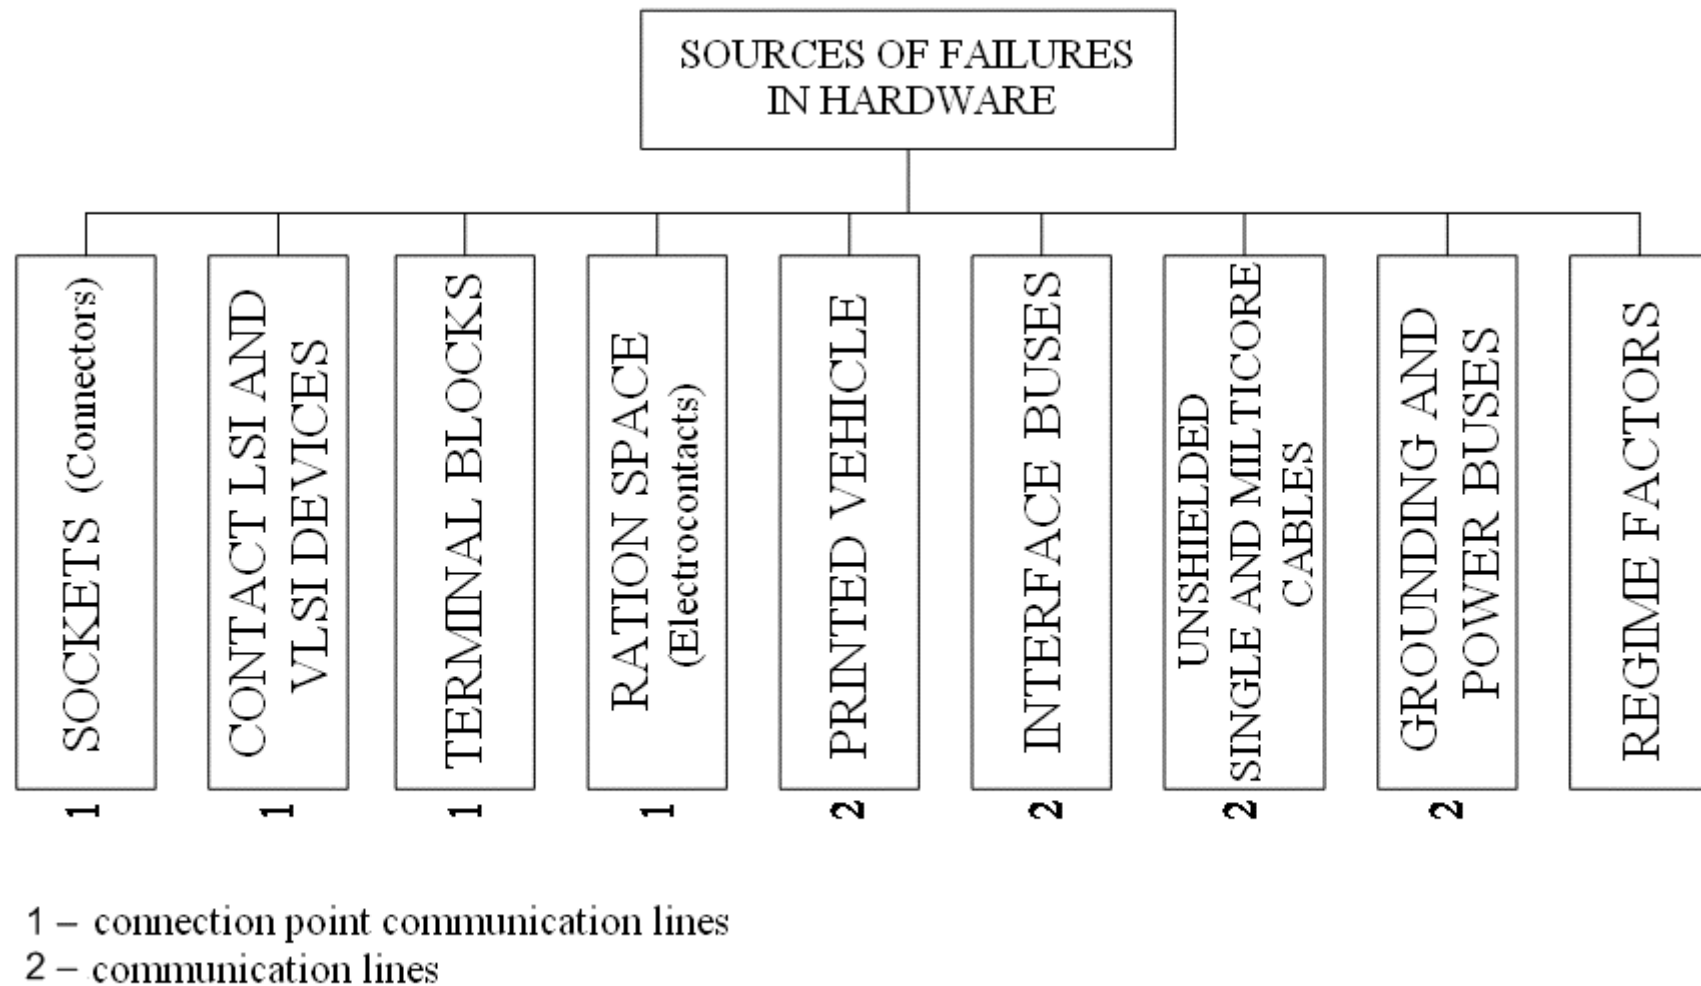 SOURCES OF FAILURES
IN HARDWARE
SOCKETS (Connectors)
CONTACT LSI AND
VLSI DEVICES
TERMINAL BLOCKS
RATION SPACE
(Electrocontacts)
PRINTED VEHICLE
INTERFACE BUSES
UNSHIELDED
SINGLE AND MILTICORE
CABLES
GROUNDING AND
POWER BUSES
REGIME FACTORS
1
1
1
1
2
2
2
2
1 – connection point communication lines
2 – communication lines